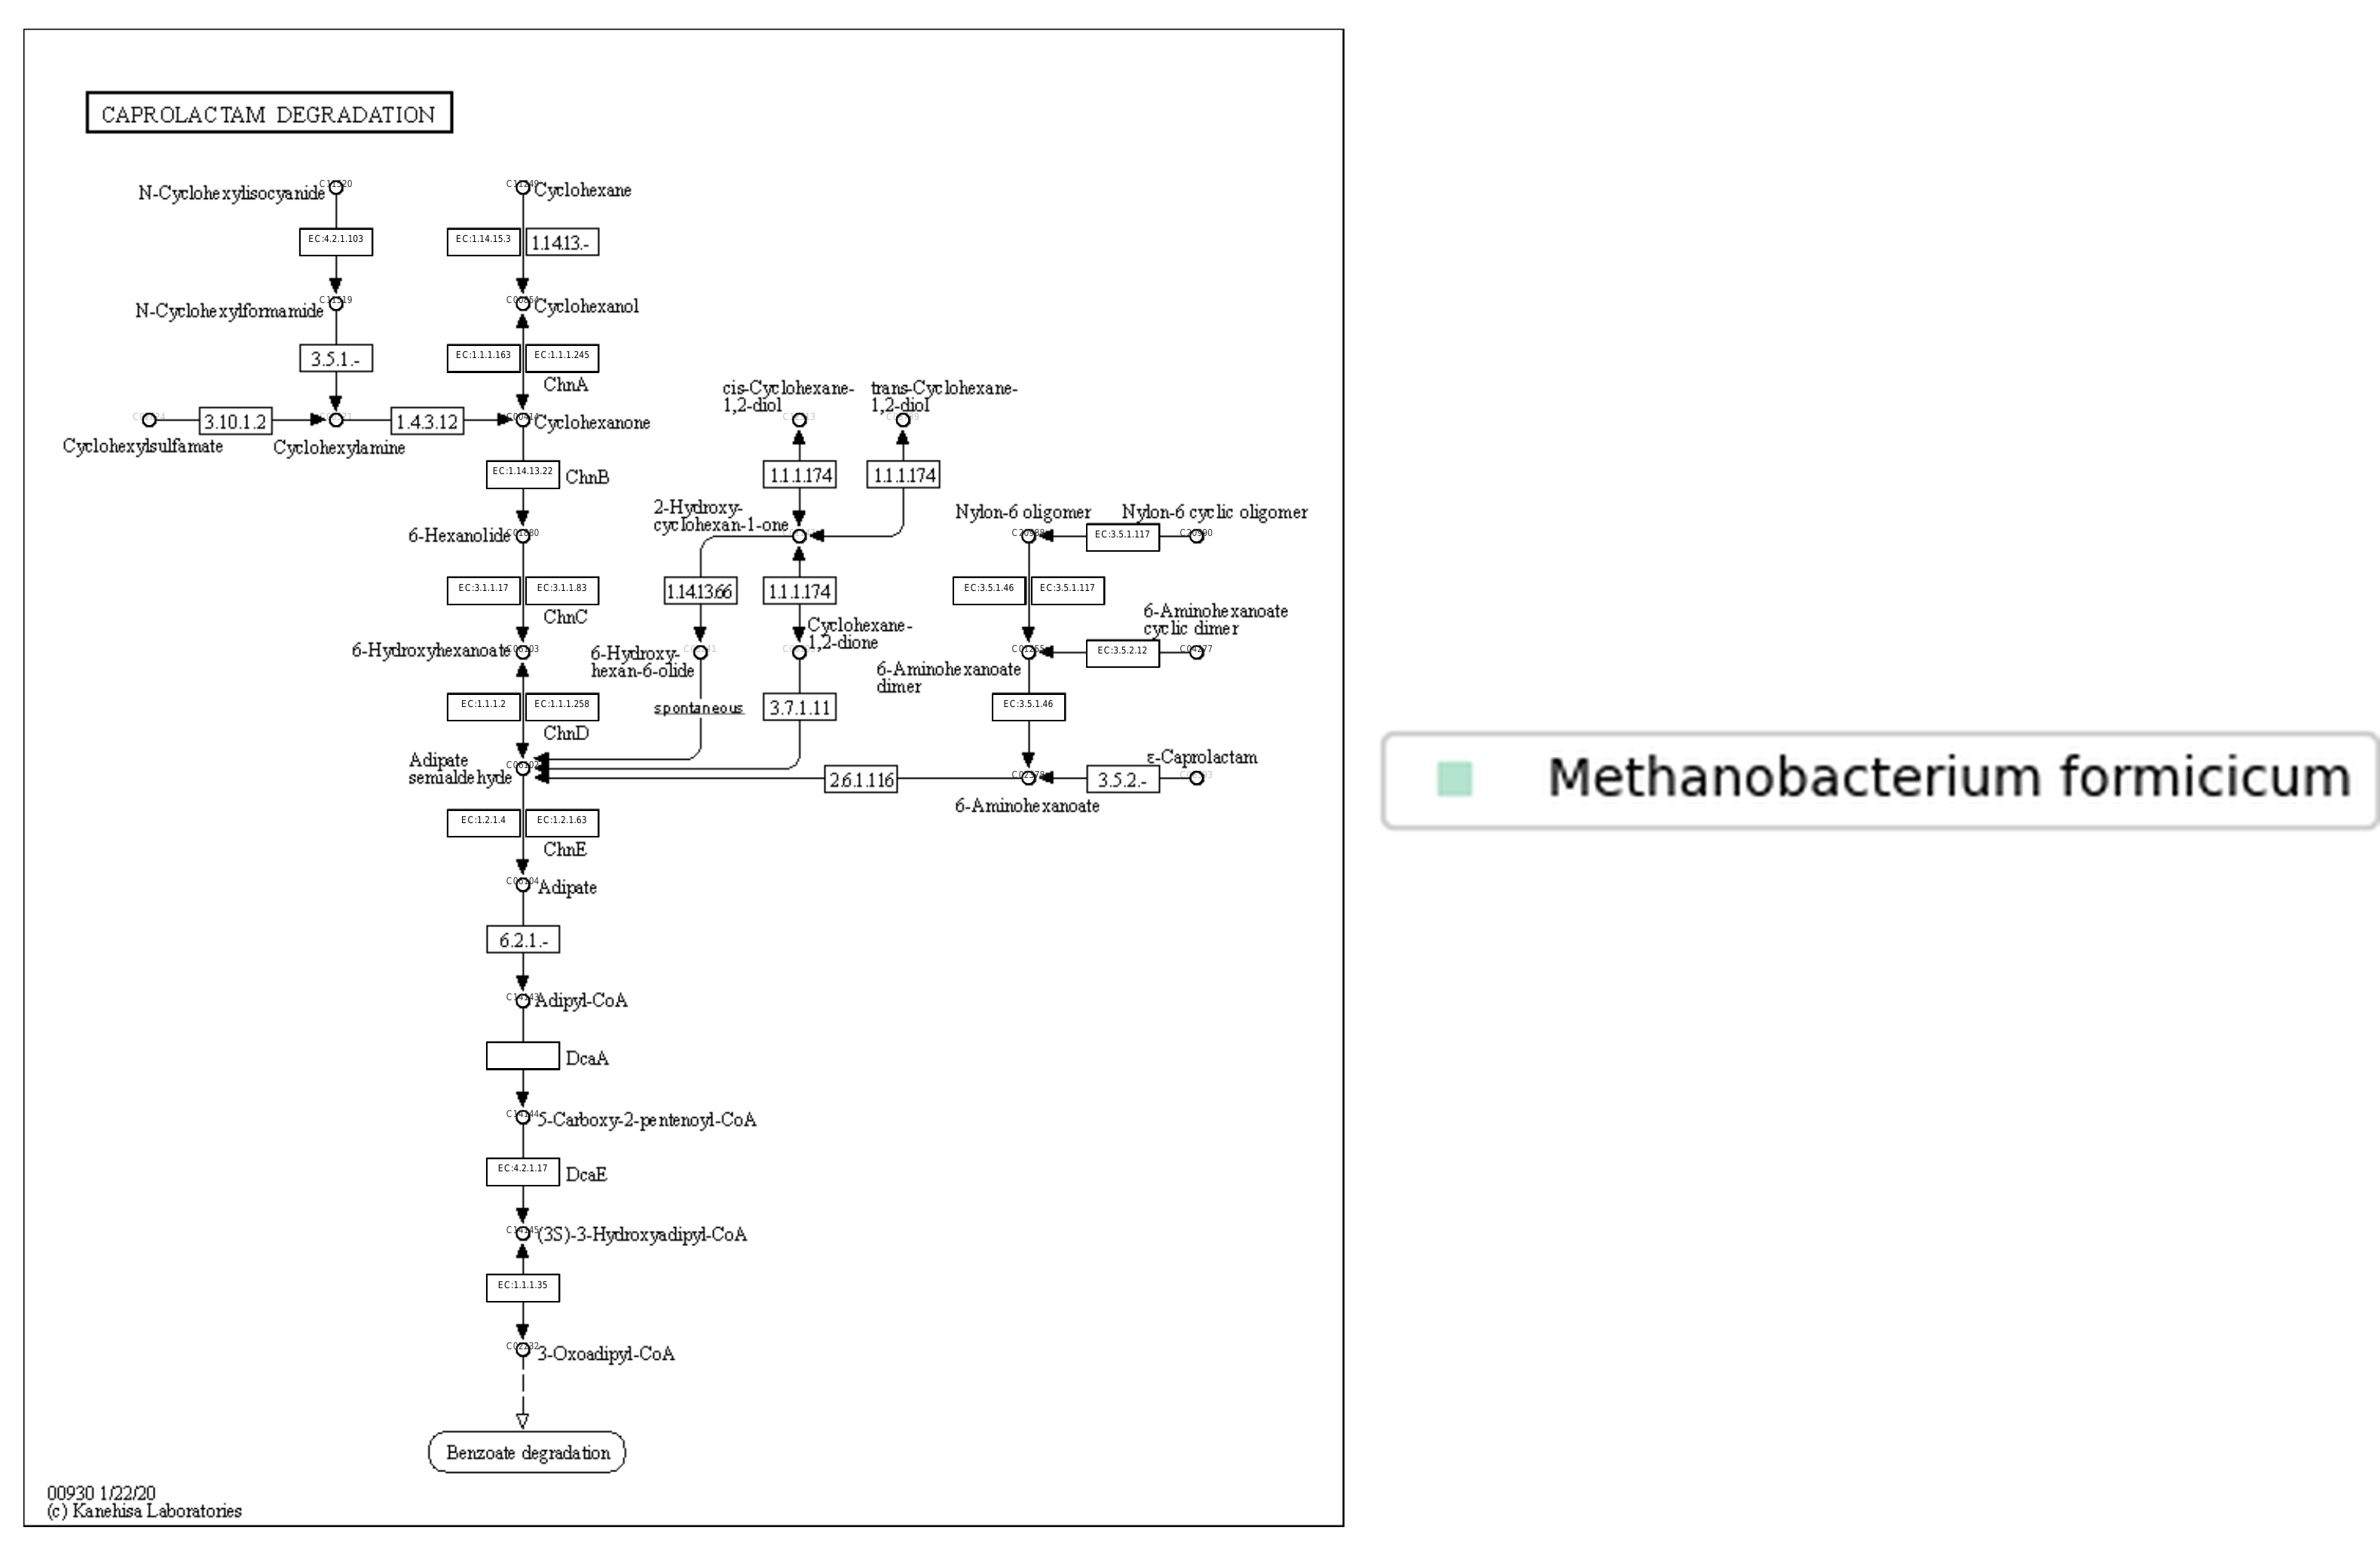 CAPROLACTAM DEGRADATION
N-Cyclohexylisocyanide
C11520
Cyclohexane
EC:4.2.1.103
EC:1.14.15.3
1.14.13.-
N-Cyclohexylformamide
C11519
Cyclohexanol
3.5.1.-
EC:1.1.1.163
EC:1.1.1.245
ChnA
cis-Cyclohexane-
1,2-diol
trans-Cyclohexane-
1,2-diol
3.10.1.2
1.4.3.12
Cyclohexanone
Cyclohexylsulfamate
Cyclohexylamine
EC:1.14.13.22
ChnB
1.1.1.174
1.1.1.174
2-Hydroxy-
cyclohexan-1-one
Nylon-6 oligomer
Nylon-6 cyclic oligomer
6-Hexanolide
EC:3.5.1.117
EC:3.1.1.17
EC:3.1.1.83
ChnC
1.14.13.66
1.1.1.174
EC:3.5.1.46
EC:3.5.1.117
6-Aminohexanoate
cyclic dimer
Cyclohexane-
1,2-dione
6-Hydroxyhexanoate
C06103
6-Hydroxy-
hexan-6-olide
EC:3.5.2.12
C04277
6-Aminohexanoate
dimer
EC:1.1.1.2
EC:1.1.1.258
ChnD
spontaneous
3.7.1.11
EC:3.5.1.46
Adipate
semialdehyde
2.6.1.116
3.5.2.-
ε-Caprolactam
6-Aminohexanoate
EC:1.2.1.4
EC:1.2.1.63
ChnE
C06104
Adipate
6.2.1.-
C14143
Adipyl-CoA
DcaA
C14144
5-Carboxy-2-pentenoyl-CoA
EC:4.2.1.17
DcaE
C14145
(3S)-3-Hydroxyadipyl-CoA
EC:1.1.1.35
C02232
3-Oxoadipyl-CoA
Benzoate degradation
00930 1/22/20
(c) Kanehisa Laboratories
Methanobacterium formicicum